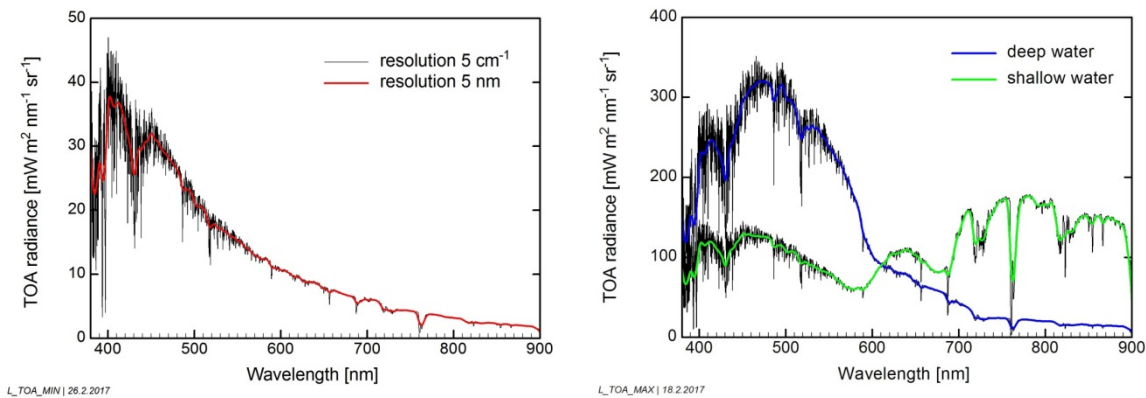 50
40
30
20
10
0
TOA radiance [mW m² nm⁻¹ sr⁻¹]
resolution 5 cm⁻¹
resolution 5 nm
400 500 600 700 800 900
Wavelength [nm]
L_TOA_MIN | 26.2.2017
400
300
200
100
0
TOA radiance [mW m² nm⁻¹ sr⁻¹]
deep water
shallow water
400 500 600 700 800 900
Wavelength [nm]
L_TOA_MAX | 18.2.2017